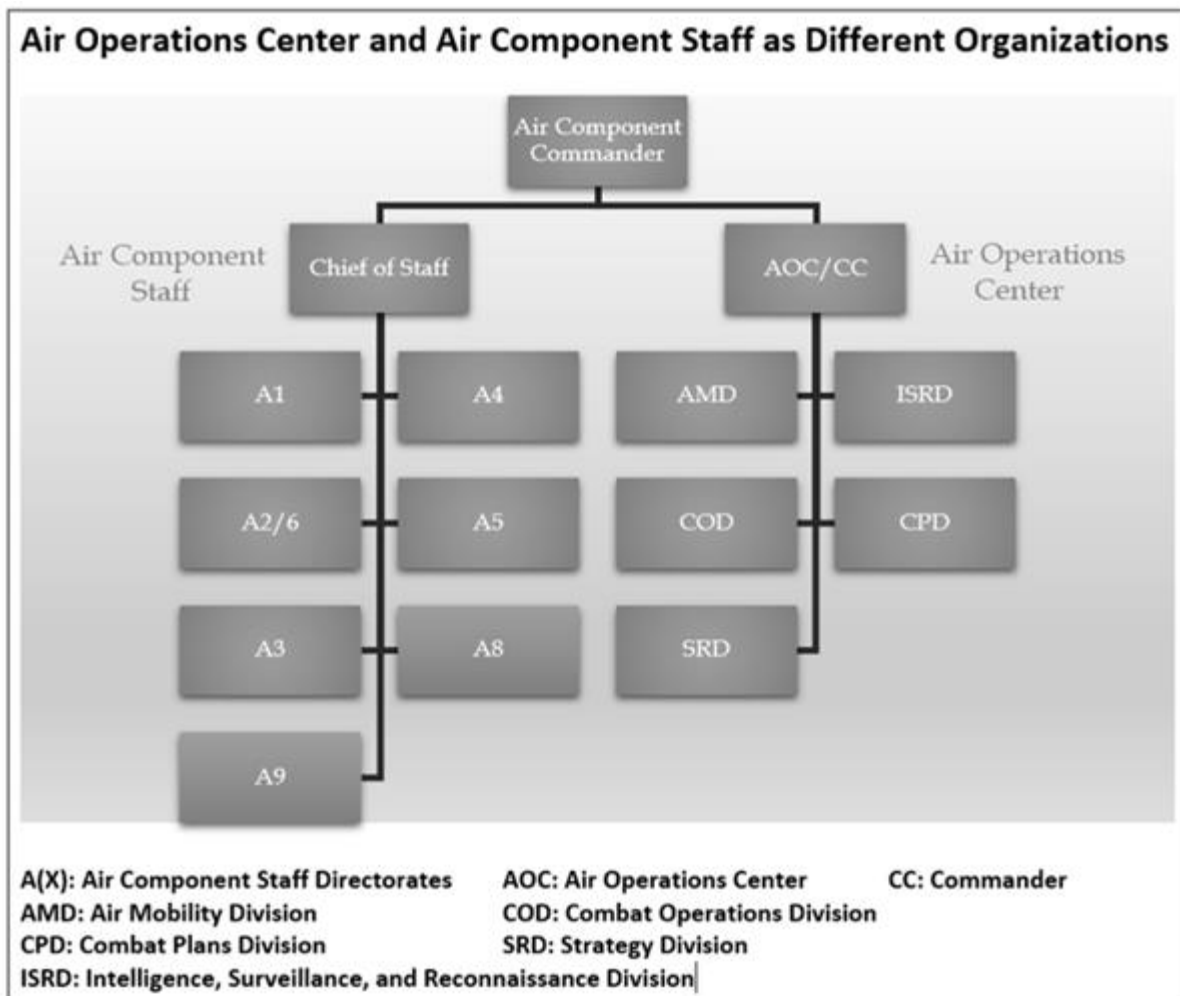 Air Operations Center and Air Component Staff as Different Organizations
Air Component
Commander
Air Component
Staff
Chief of Staff
AOC/CC
Air Operations
Center
A1
A4
AMD
ISRD
A2/6
A5
COD
CPD
A3
A8
SRD
A9
A(X): Air Component Staff Directorates
AOC: Air Operations Center
CC: Commander
AMD: Air Mobility Division
COD: Combat Operations Division
CPD: Combat Plans Division
SRD: Strategy Division
ISRD: Intelligence, Surveillance, and Reconnaissance Division